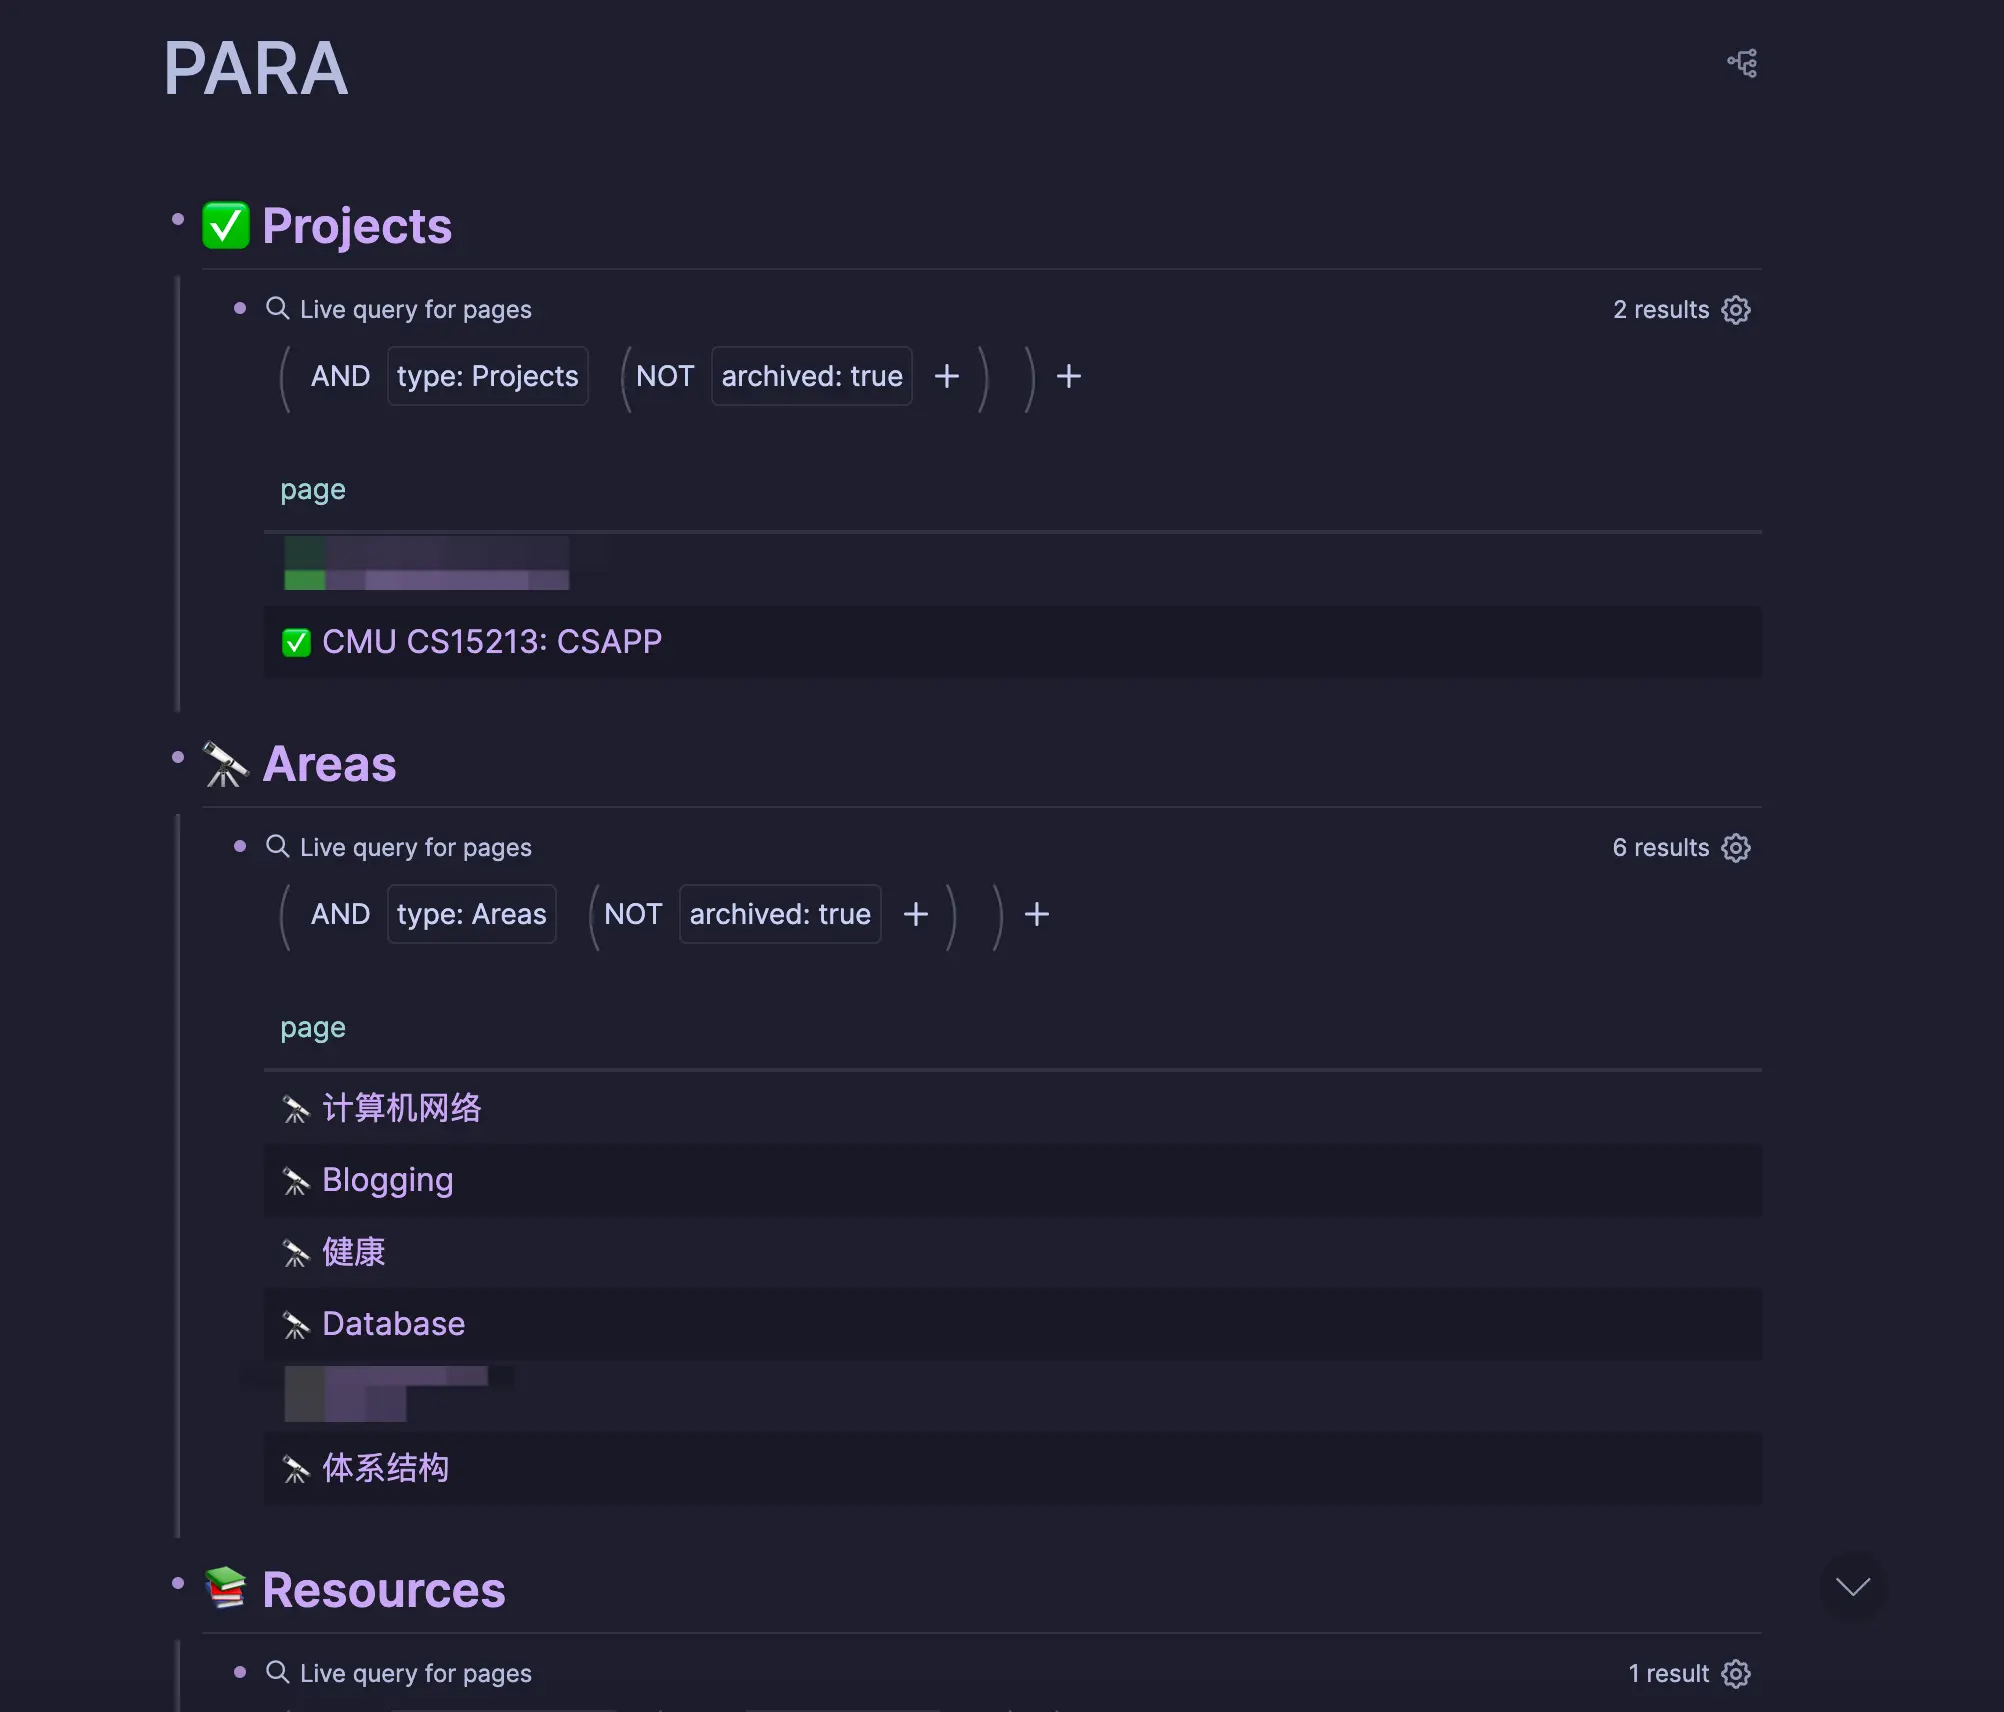 PARA
✅ Projects
Live query for pages 2 results
( AND type: Projects ( NOT archived: true + ) ) +
page
✅ CMU CS15213: CSAPP
🔭 Areas
Live query for pages 6 results
( AND type: Areas ( NOT archived: true + ) ) +
page
🔭 计算机网络
🔭 Blogging
🔭 健康
🔭 Database
🔭 体系结构
📚 Resources
Live query for pages 1 result